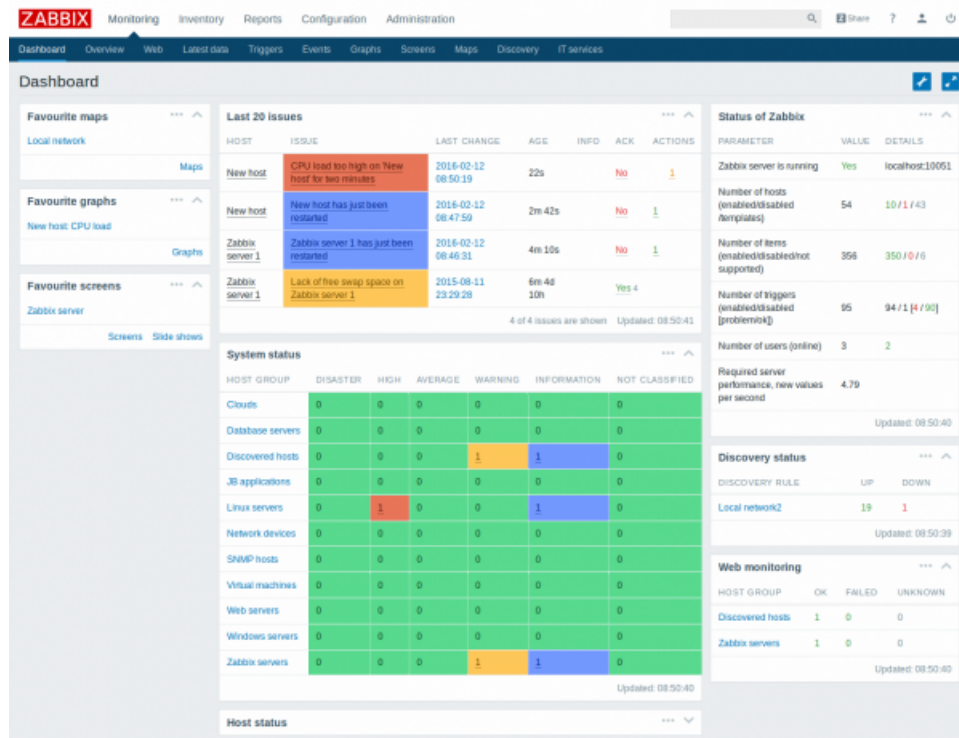 ZABBIX Monitoring Inventory Reports Configuration Administration Share ?
Dashboard Overview Web Latest data Triggers Events Graphs Screens Maps Discovery IT services
Dashboard
Favourite maps
Local network
Maps
Favourite graphs
New host: CPU load
Graphs
Favourite screens
Zabbix server
Screens Slide shows
Last 20 issues
HOST ISSUE LAST CHANGE AGE INFO ACK ACTIONS
New host CPU load too high on 'New host' for two minutes 2016-02-12 08:50:19 22s No 1
New host New host has just been restarted 2016-02-12 08:47:59 2m 42s No 1
Zabbix server 1 Zabbix server 1 has just been restarted 2016-02-12 08:46:31 4m 10s No 1
Zabbix server 1 Lack of free swap space on Zabbix server 1 2015-08-11 23:29:28 6m 4d 10h Yes 4
4 of 4 issues are shown Updated: 08:50:41
System status
HOST GROUP DISASTER HIGH AVERAGE WARNING INFORMATION NOT CLASSIFIED
Clouds 0 0 0 0 0 0
Database servers 0 0 0 0 0 0
Discovered hosts 0 0 0 1 1 0
JB applications 0 0 0 0 0 0
Linux servers 0 1 0 0 1 0
Network devices 0 0 0 0 0 0
SNMP hosts 0 0 0 0 0 0
Virtual machines 0 0 0 0 0 0
Web servers 0 0 0 0 0 0
Windows servers 0 0 0 0 0 0
Zabbix servers 0 0 0 1 1 0
Updated: 08:50:40
Host status
Status of Zabbix
PARAMETER VALUE DETAILS
Zabbix server is running Yes localhost:10051
Number of hosts (enabled/disabled /templates) 54 10 / 1 / 43
Number of items (enabled/disabled/not supported) 356 350 / 0 / 6
Number of triggers (enabled/disabled [problem/ok]) 95 94 / 1 [4 / 90]
Number of users (online) 3 2
Required server performance, new values per second 4.79
Updated: 08:50:40
Discovery status
DISCOVERY RULE UP DOWN
Local network2 19 1
Updated: 08:50:39
Web monitoring
HOST GROUP OK FAILED UNKNOWN
Discovered hosts 1 0 0
Zabbix servers 1 0 0
Updated: 08:50:40